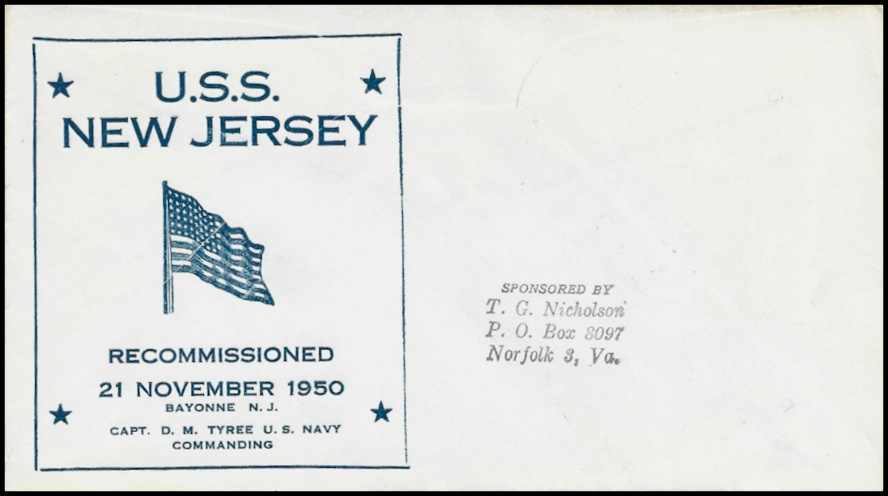 U.S.S.
NEW JERSEY
RECOMMISSIONED
21 NOVEMBER 1950
BAYONNE N. J.
CAPT. D. M. TYREE U. S. NAVY
COMMANDING
SPONSORED BY
T. G. Nicholson
P. O. Box 8097
Norfolk 3, Va.